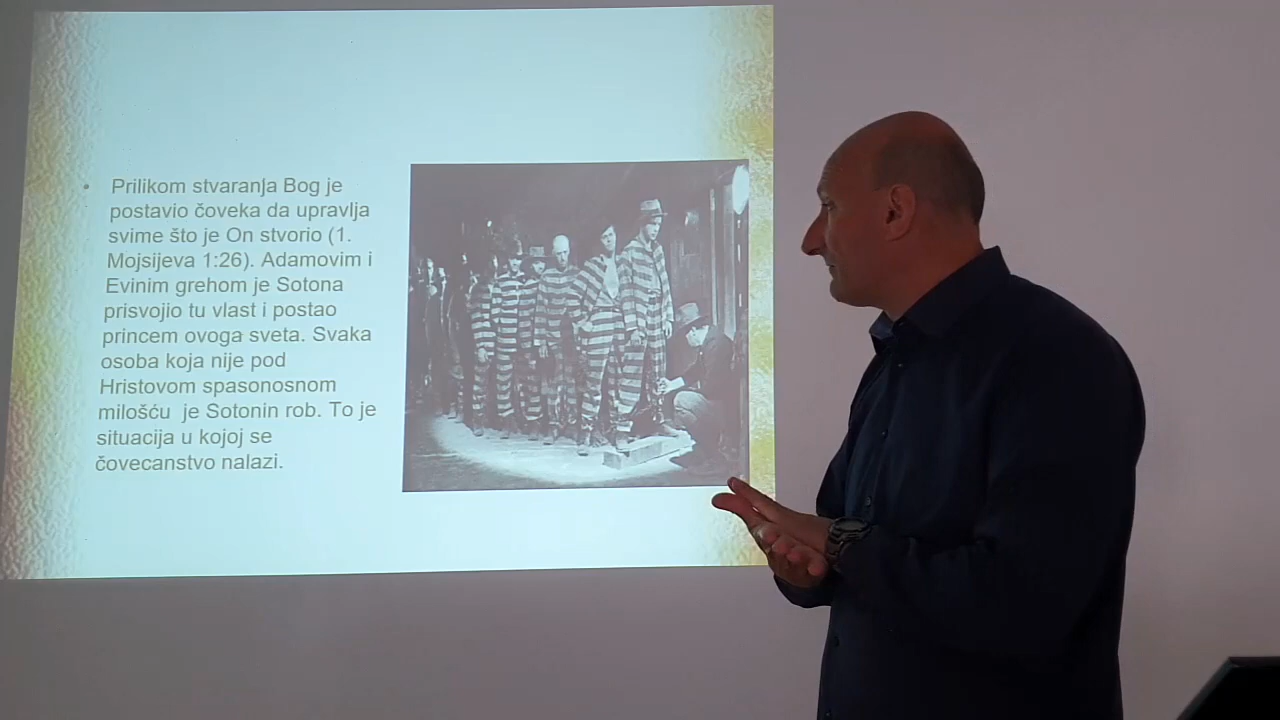 • Prilikom stvaranja Bog je
postavio čoveka da upravlja
svime što je On stvorio (1.
Mojsijeva 1:26). Adamovim i
Evinim grehom je Sotona
prisvojio tu vlast i postao
princem ovoga sveta. Svaka
osoba koja nije pod
Hristovom spasonosnom
milošću je Sotonin rob. To je
situacija u kojoj se
čovecanstvo nalazi.